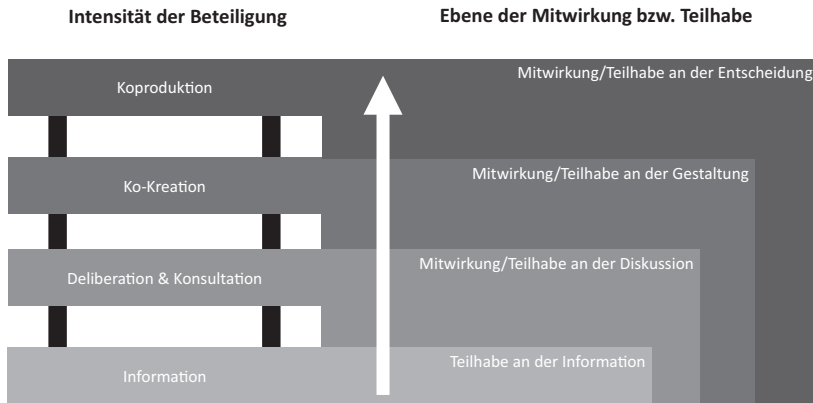 Intensität der Beteiligung
Ebene der Mitwirkung bzw. Teilhabe
Koproduktion
Mitwirkung/Teilhabe an der Entscheidung
Ko-Kreation
Mitwirkung/Teilhabe an der Gestaltung
Deliberation & Konsultation
Mitwirkung/Teilhabe an der Diskussion
Information
Teilhabe an der Information